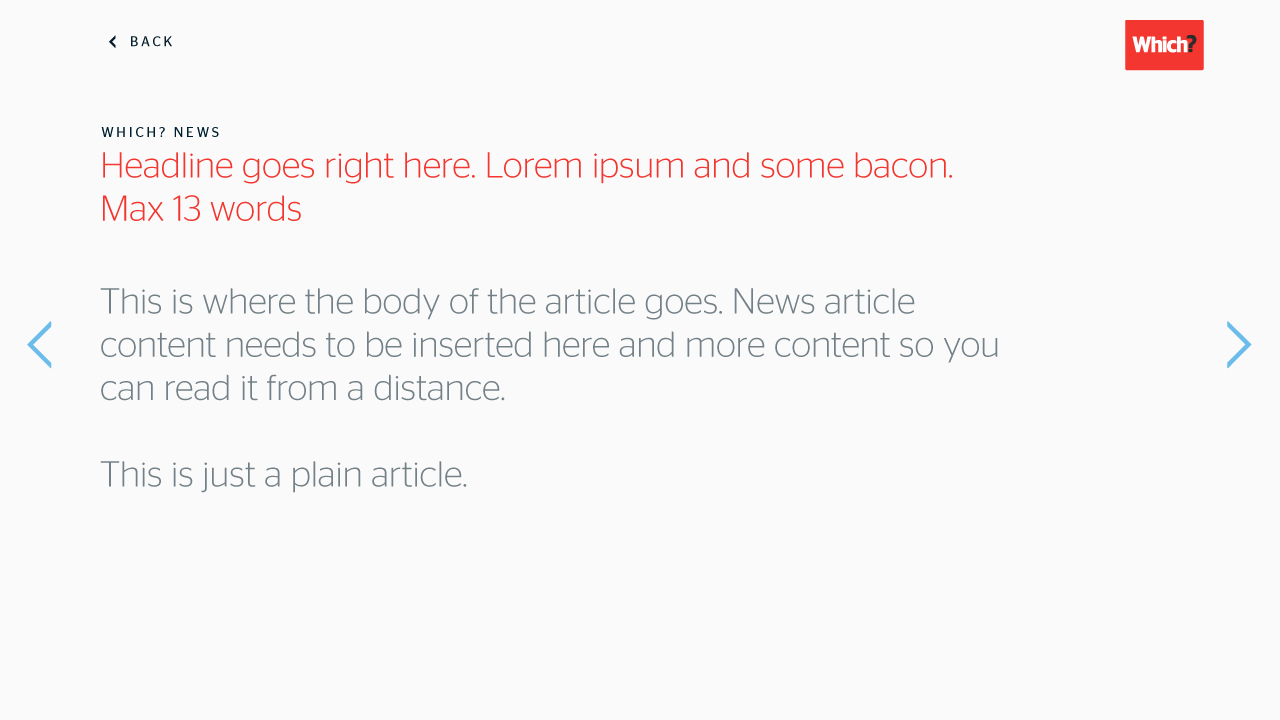 BACK
Which?
WHICH? NEWS
Headline goes right here. Lorem ipsum and some bacon.
Max 13 words
This is where the body of the article goes. News article
content needs to be inserted here and more content so you
can read it from a distance.
This is just a plain article.